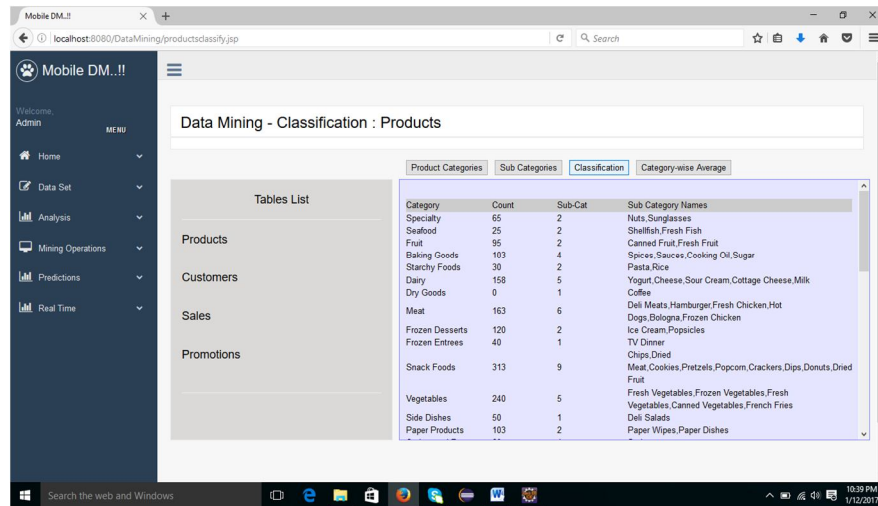 Mobile DM..!!
localhost:8080/DataMining/productsclassify.jsp
Search
Mobile DM..!!
Welcome,
Admin
MENU
Home
Data Set
Analysis
Mining Operations
Predictions
Real Time
Data Mining - Classification : Products
Product Categories Sub Categories Classification Category-wise Average
Tables List
Products
Customers
Sales
Promotions
Category Count Sub-Cat Sub Category Names
Specialty 65 2 Nuts,Sunglasses
Seafood 25 2 Shellfish,Fresh Fish
Fruit 95 2 Canned Fruit,Fresh Fruit
Baking Goods 103 4 Spices,Sauces,Cooking Oil,Sugar
Starchy Foods 30 2 Pasta,Rice
Dairy 158 5 Yogurt,Cheese,Sour Cream,Cottage Cheese,Milk
Dry Goods 0 1 Coffee
Meat 163 6 Deli Meats,Hamburger,Fresh Chicken,Hot
Dogs,Bologna,Frozen Chicken
Frozen Desserts 120 2 Ice Cream,Popsicles
Frozen Entrees 40 1 TV Dinner
Snack Foods 313 9 Chips,Dried
Meat,Cookies,Pretzels,Popcorn,Crackers,Dips,Donuts,Dried
Fruit
Vegetables 240 5 Fresh Vegetables,Frozen Vegetables,Fresh
Vegetables,Canned Vegetables,French Fries
Side Dishes 50 1 Deli Salads
Paper Products 103 2 Paper Wipes,Paper Dishes
Search the web and Windows
10:39 PM
1/12/2017